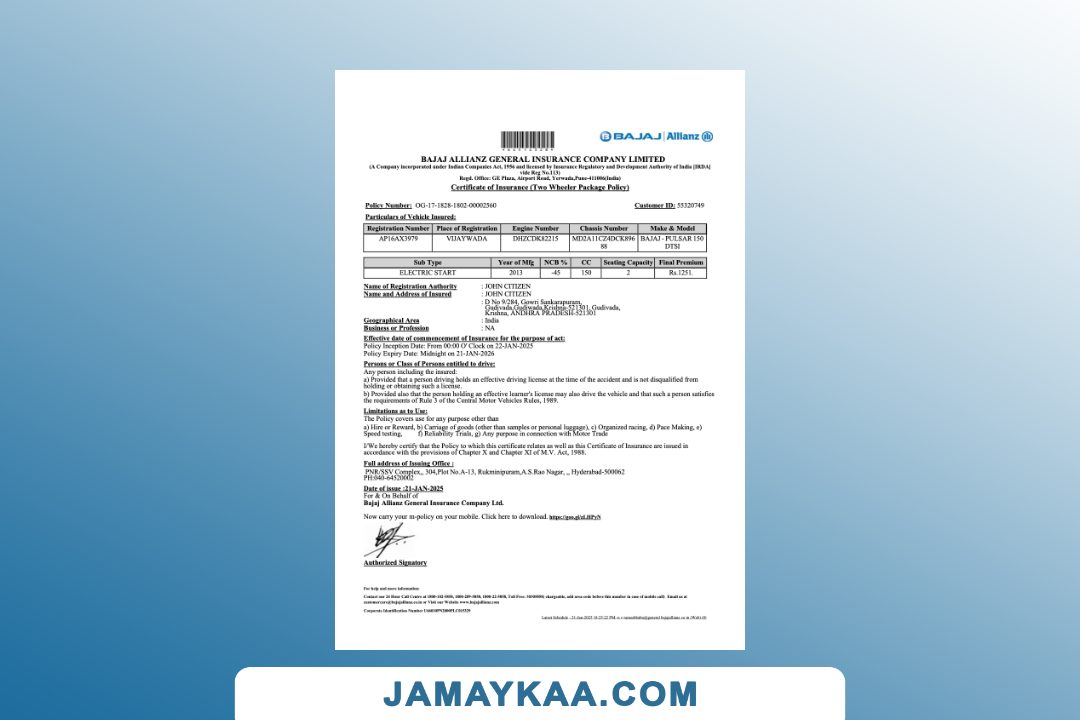 BAJAJ Allianz
BAJAJ ALLIANZ GENERAL INSURANCE COMPANY LIMITED
(A Company incorporated under Indian Companies Act, 1956 and licensed by Insurance Regulatory and Development Authority of India [IRDA]
vide Reg No.113)
Regd. Office: GE Plaza, Airport Road, Yerwada,Pune-411006(India)
Certificate of Insurance (Two Wheeler Package Policy)
Policy Number: OG-17-1828-1802-00002560 Customer ID: 55320749
Particulars of Vehicle Insured:
Registration Number Place of Registration Engine Number Chassis Number Make & Model
AP16AX3979 VIJAYWADA DHZCDK82215 MD2A11CZ4DCK896 BAJAJ - PULSAR 150
88 DTSI
Sub Type Year of Mfg NCB % CC Seating Capacity Final Premium
ELECTRIC START 2013 -45 150 2 Rs.1251.
Name of Registration Authority : JOHN CITIZEN
Name and Address of Insured : JOHN CITIZEN
: D No 9/284, Gowri Sankarapuram,
Gudivada,Gudiwada,Krishna-521301, Gudivada,
Krishna, ANDHRA PRADESH-521301
Geographical Area : India
Business or Profession : NA
Effective date of commencement of Insurance for the purpose of act:
Policy Inception Date: From 00:00 O' Clock on 22-JAN-2025
Policy Expiry Date: Midnight on 21-JAN-2026
Persons or Class of Persons entitled to drive:
Any person including the insured:
a) Provided that a person driving holds an effective driving license at the time of the accident and is not disqualified from
holding or obtaining such a license.
b) Provided also that the person holding an effective learner's license may also drive the vehicle and that such a person satisfies
the requirements of Rule 3 of the Central Motor Vehicles Rules, 1989.
Limitations as to Use:
The Policy covers use for any purpose other than
a) Hire or Reward, b) Carriage of goods (other than samples or personal luggage), c) Organized racing, d) Pace Making, e)
Speed testing, f) Reliability Trials, g) Any purpose in connection with Motor Trade
I/We hereby certify that the Policy to which this certificate relates as well as this Certificate of Insurance are issued in
accordance with the provisions of Chapter X and Chapter XI of M.V. Act, 1988.
Full address of Issuing Office :
PNR/SSV Complex,, 304,Plot No.A-13, Rukminipuram,A.S.Rao Nagar, ,, Hyderabad-500062
PH:040-64520002
Date of issue :21-JAN-2025
For & On Behalf of
Bajaj Allianz General Insurance Company Ltd.
Now carry your m-policy on your mobile. Click here to download.
Authorized Signatory
For help and more information:
JAMAYKAA.COM